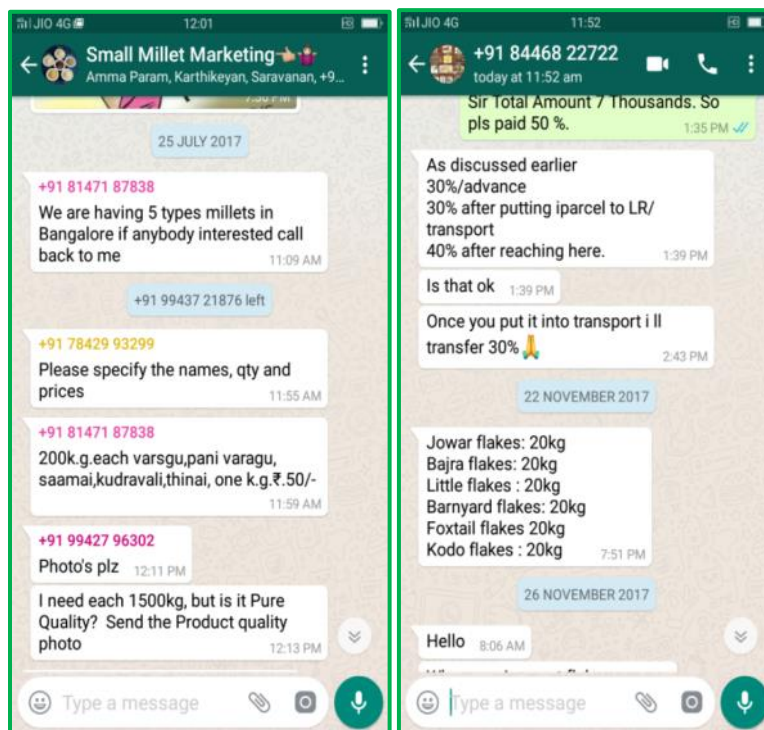 JIO 4G
12:01
Small Millet Marketing
Amma Param, Karthikeyan, Saravanan, +9...
25 JULY 2017
+91 81471 87838
We are having 5 types millets in
Bangalore if anybody interested call
back to me
11:09 AM
+91 99437 21876 left
+91 78429 93299
Please specify the names, qty and
prices
11:55 AM
+91 81471 87838
200k.g.each varsgu,pani varagu,
saamai,kudravali,thinai, one k.g.₹.50/-
11:59 AM
+91 99427 96302
Photo's plz 12:11 PM
I need each 1500kg, but is it Pure
Quality? Send the Product quality
photo
12:13 PM
Type a message
JIO 4G
11:52
+91 84468 22722
today at 11:52 am
Sir Total Amount 7 Thousands. So
pls paid 50 %.
1:35 PM
As discussed earlier
30%/advance
30% after putting iparcel to LR/
transport
40% after reaching here.
1:39 PM
Is that ok 1:39 PM
Once you put it into transport i ll
transfer 30%🙏
2:43 PM
22 NOVEMBER 2017
Jowar flakes: 20kg
Bajra flakes: 20kg
Little flakes : 20kg
Barnyard flakes: 20kg
Foxtail flakes 20kg
Kodo flakes : 20kg
7:51 PM
26 NOVEMBER 2017
Hello 8:06 AM
Type a message